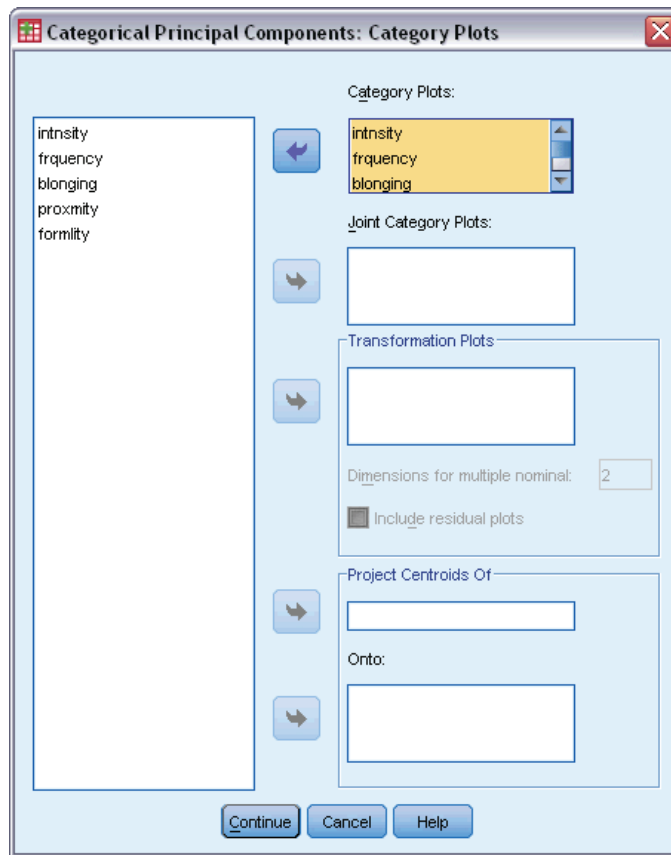 Categorical Principal Components: Category Plots
intnsity
frquency
blonging
proxmity
formlity
Category Plots:
intnsity
frquency
blonging
Joint Category Plots:
Transformation Plots
Dimensions for multiple nominal: 2
Include residual plots
Project Centroids Of
Onto:
Continue
Cancel
Help